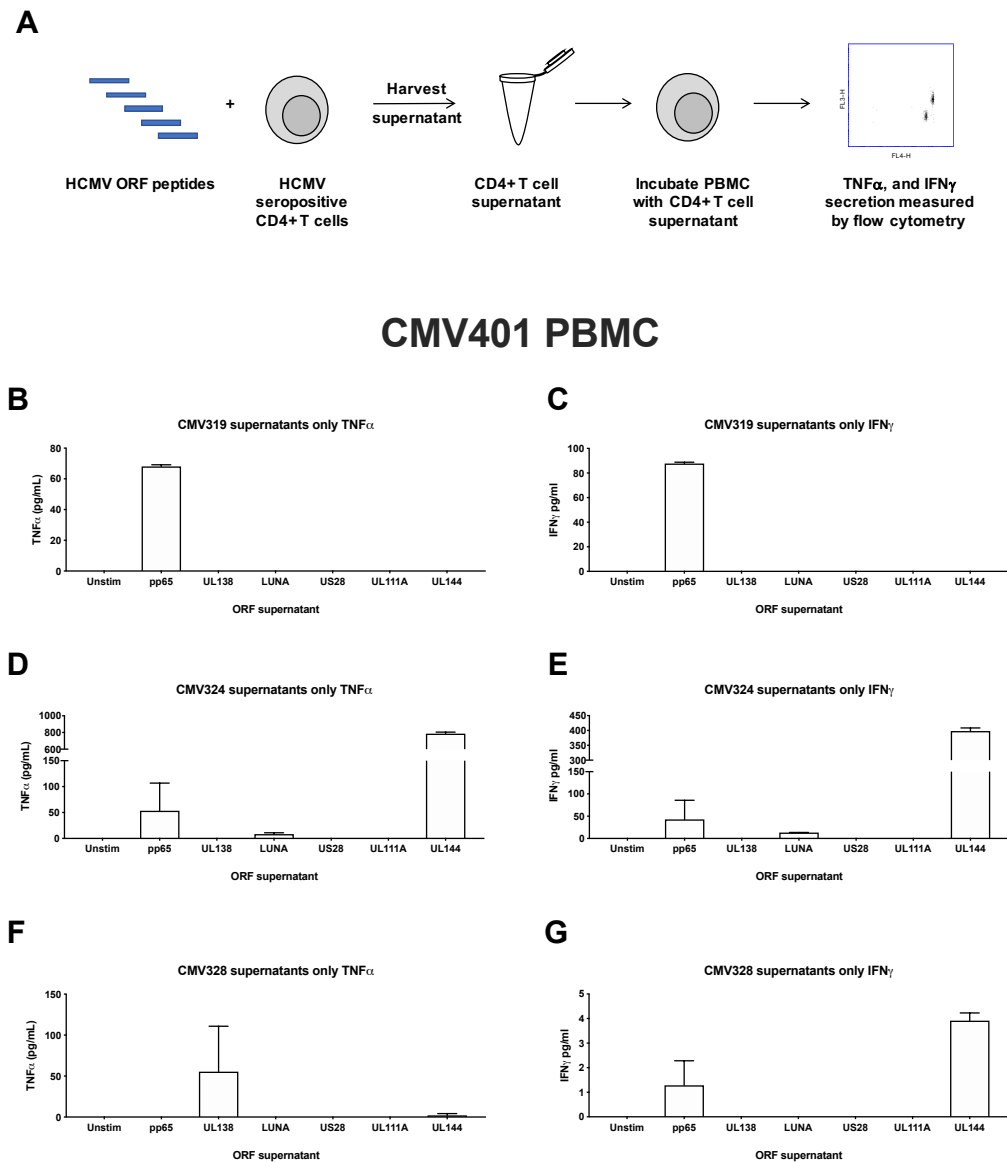 A
+
Harvest
supernatant
FL3-H
FL4-H
HCMV ORF peptides
HCMV
seropositive
CD4+ T cells
CD4+ T cell
supernatant
Incubate PBMC
with CD4+ T cell
supernatant
TNFα, and IFNγ
secretion measured
by flow cytometry
CMV401 PBMC
B
CMV319 supernatants only TNFα
TNFα (pg/mL)
80
60
40
20
0
Unstim pp65 UL138 LUNA US28 UL111A UL144
ORF supernatant
C
CMV319 supernatants only IFNγ
IFNγ pg/ml
100
80
60
40
20
0
Unstim pp65 UL138 LUNA US28 UL111A UL144
ORF supernatant
D
CMV324 supernatants only TNFα
TNFα (pg/mL)
1000
800
600
150
100
50
0
Unstim pp65 UL138 LUNA US28 UL111A UL144
ORF supernatant
E
CMV324 supernatants only IFNγ
IFNγ pg/ml
450
400
350
300
150
100
50
0
Unstim pp65 UL138 LUNA US28 UL111A UL144
ORF supernatant
F
CMV328 supernatants only TNFα
TNFα (pg/mL)
150
100
50
0
Unstim pp65 UL138 LUNA US28 UL111A UL144
ORF supernatant
G
CMV328 supernatants only IFNγ
IFNγ pg/ml
5
4
3
2
1
0
Unstim pp65 UL138 LUNA US28 UL111A UL144
ORF supernatant